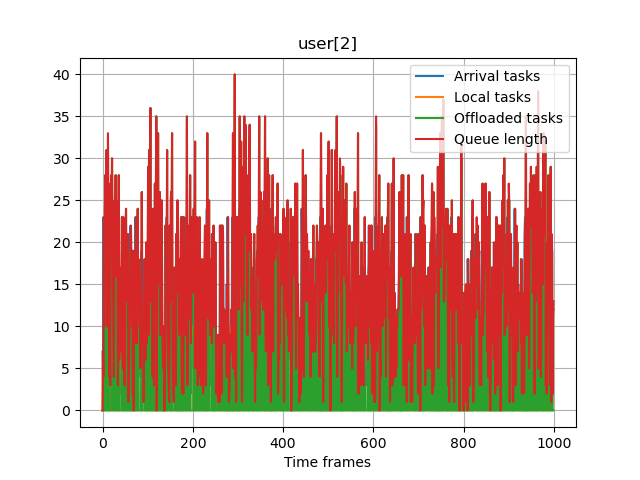 user[2]
Arrival tasks
Local tasks
Offloaded tasks
Queue length
40
35
30
25
20
15
10
5
0
0 200 400 600 800 1000
Time frames